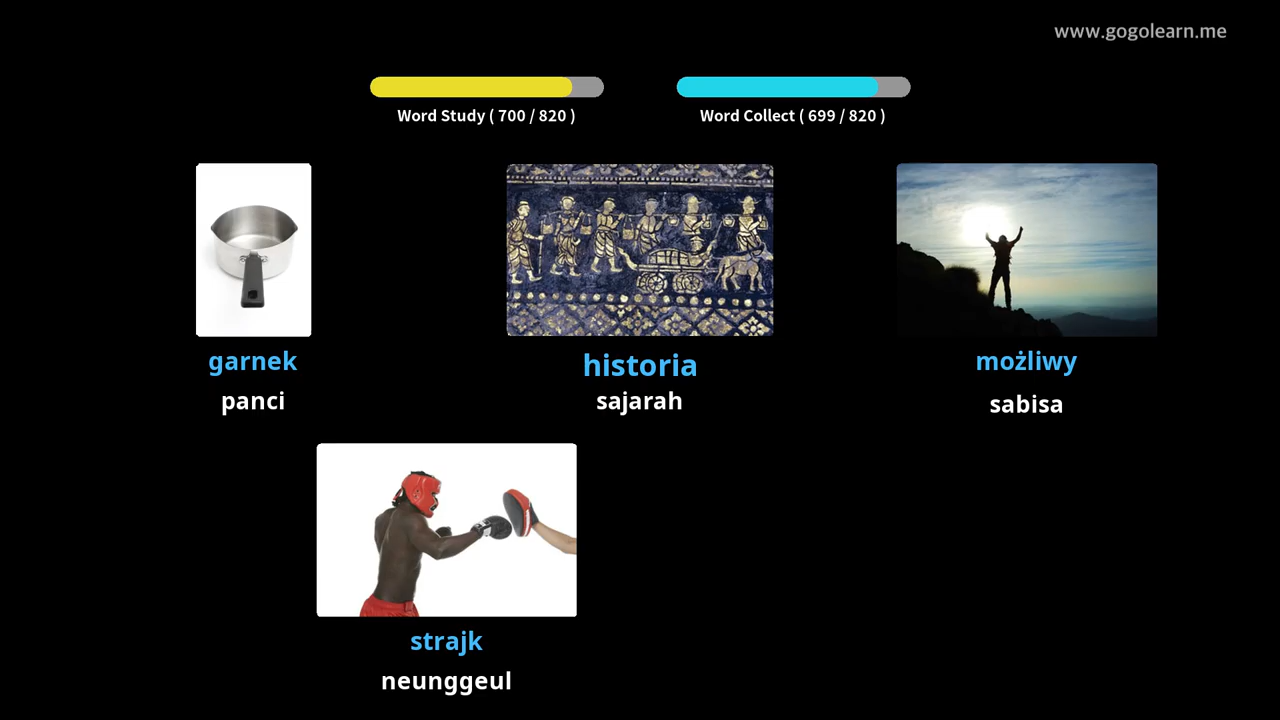 www.gogolearn.me
Word Study ( 700 / 820 )
Word Collect ( 699 / 820 )
garnek
panci
historia
sajarah
możliwy
sabisa
strajk
neunggeul